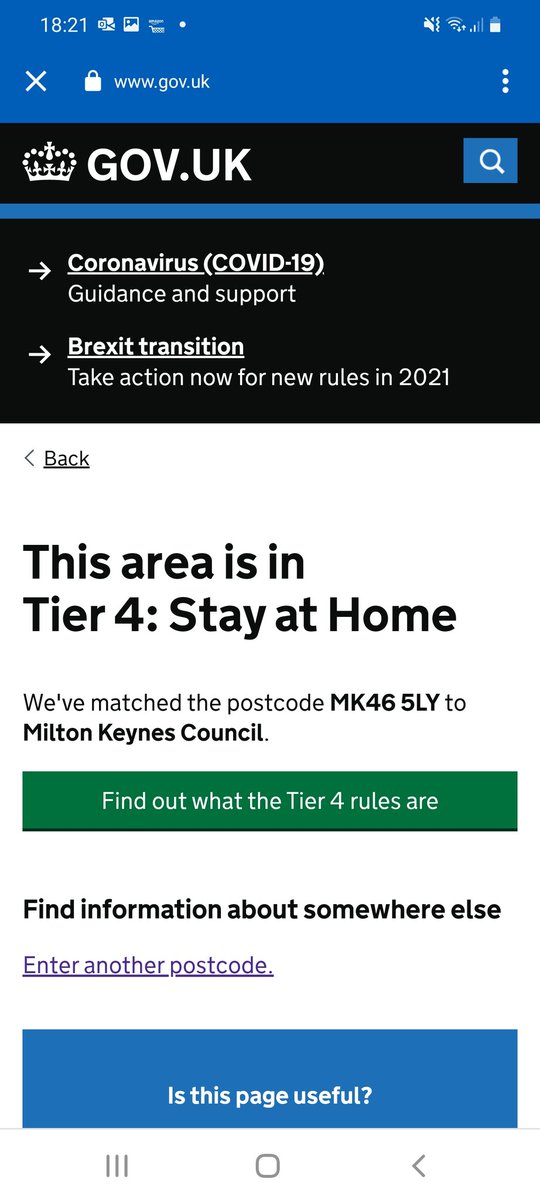 18:21
www.gov.uk
GOV.UK
Coronavirus (COVID-19)
Guidance and support
Brexit transition
Take action now for new rules in 2021
Back
This area is in
Tier 4: Stay at Home
We've matched the postcode MK46 5LY to
Milton Keynes Council.
Find out what the Tier 4 rules are
Find information about somewhere else
Enter another postcode.
Is this page useful?